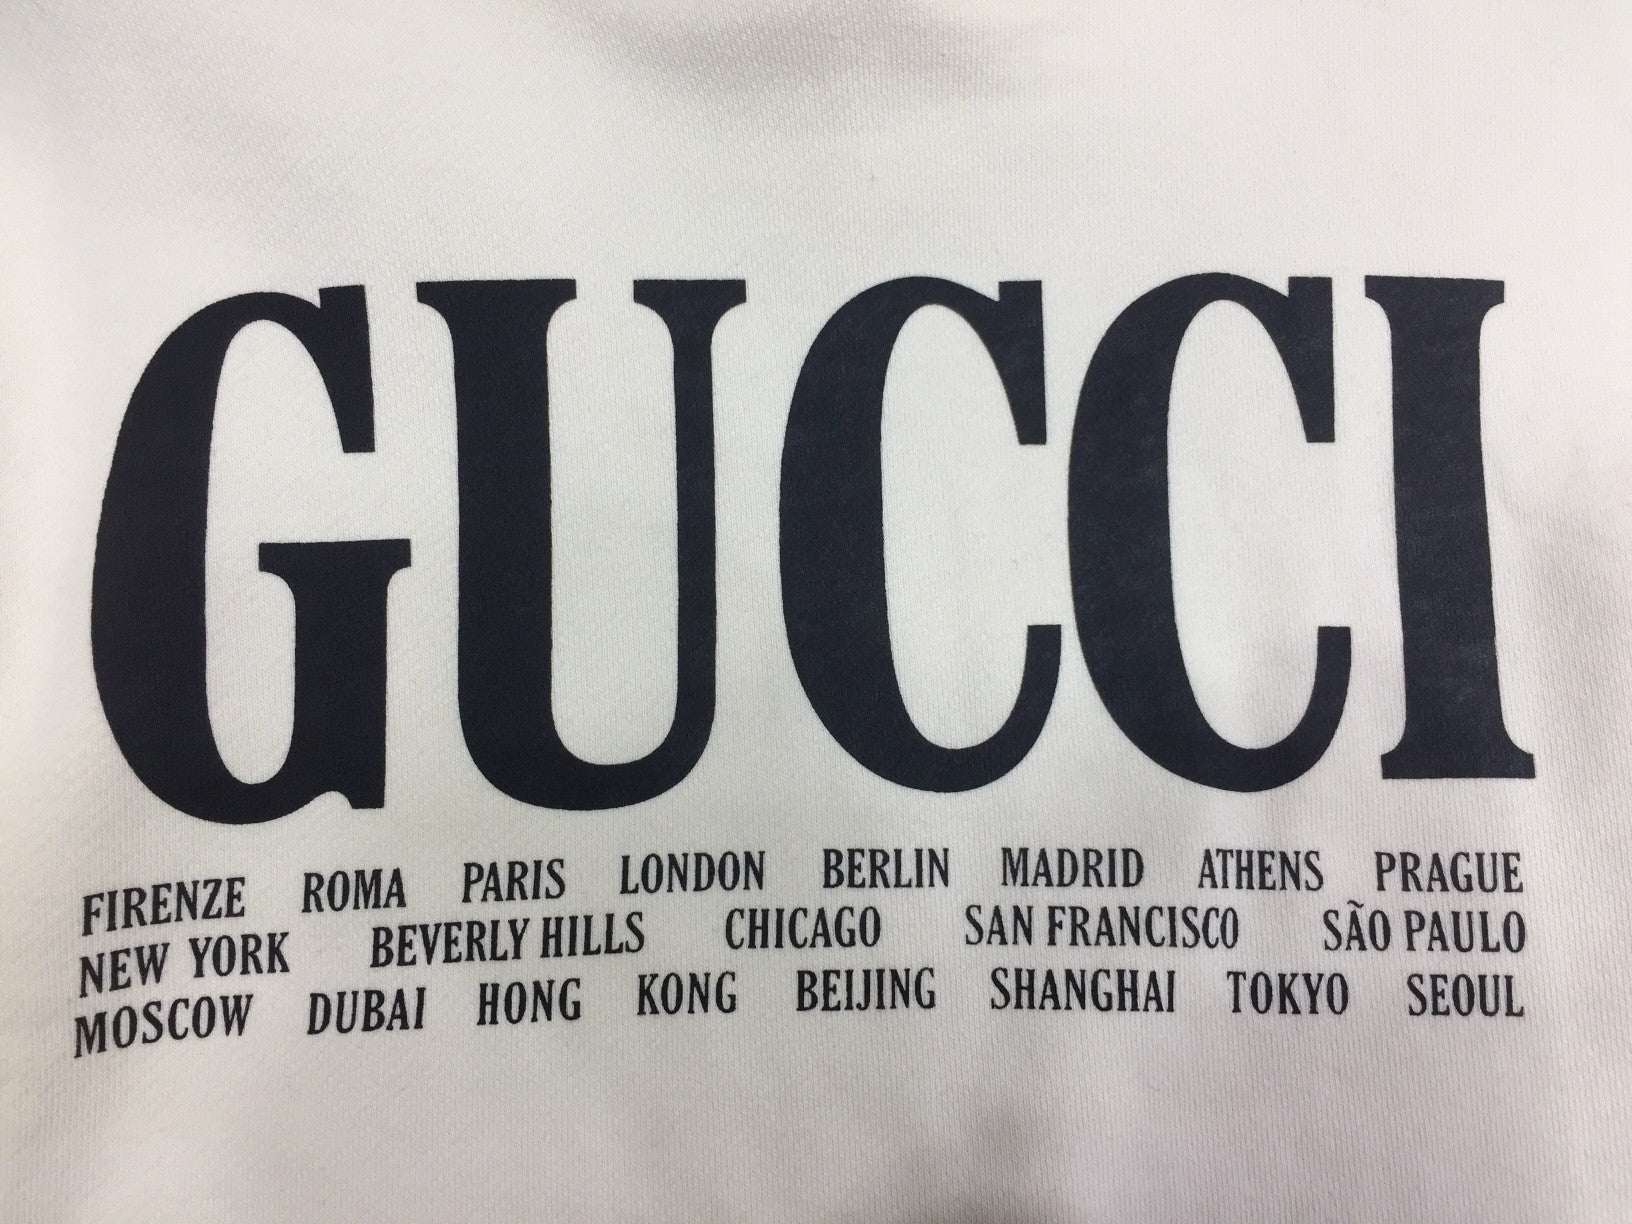 GUCCI
FIRENZE ROMA PARIS LONDON BERLIN MADRID ATHENS PRAGUE
NEW YORK BEVERLY HILLS CHICAGO SAN FRANCISCO SÃO PAULO
MOSCOW DUBAI HONG KONG BEIJING SHANGHAI TOKYO SEOUL